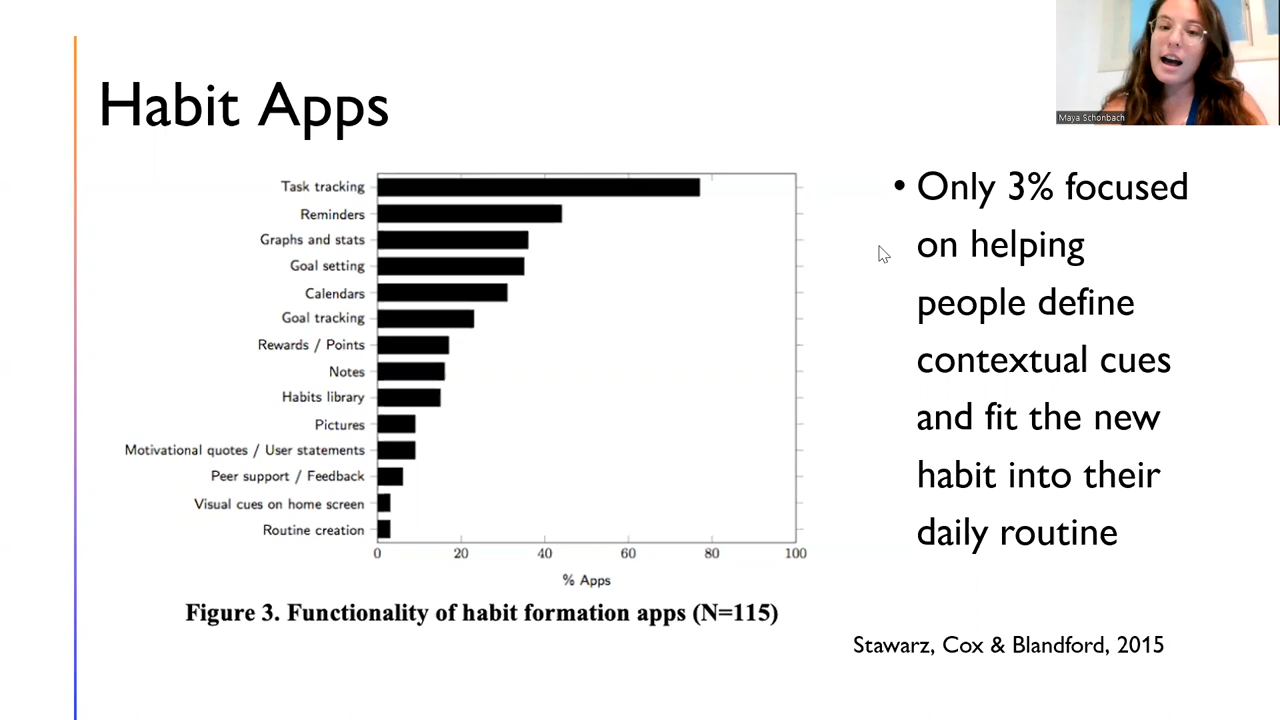 Habit Apps
Maya Schonbach
Task tracking
Reminders
Graphs and stats
Goal setting
Calendars
Goal tracking
Rewards / Points
Notes
Habits library
Pictures
Motivational quotes / User statements
Peer support / Feedback
Visual cues on home screen
Routine creation
0 20 40 60 80 100
% Apps
Figure 3. Functionality of habit formation apps (N=115)
• Only 3% focused
on helping
people define
contextual cues
and fit the new
habit into their
daily routine
Stawarz, Cox & Blandford, 2015